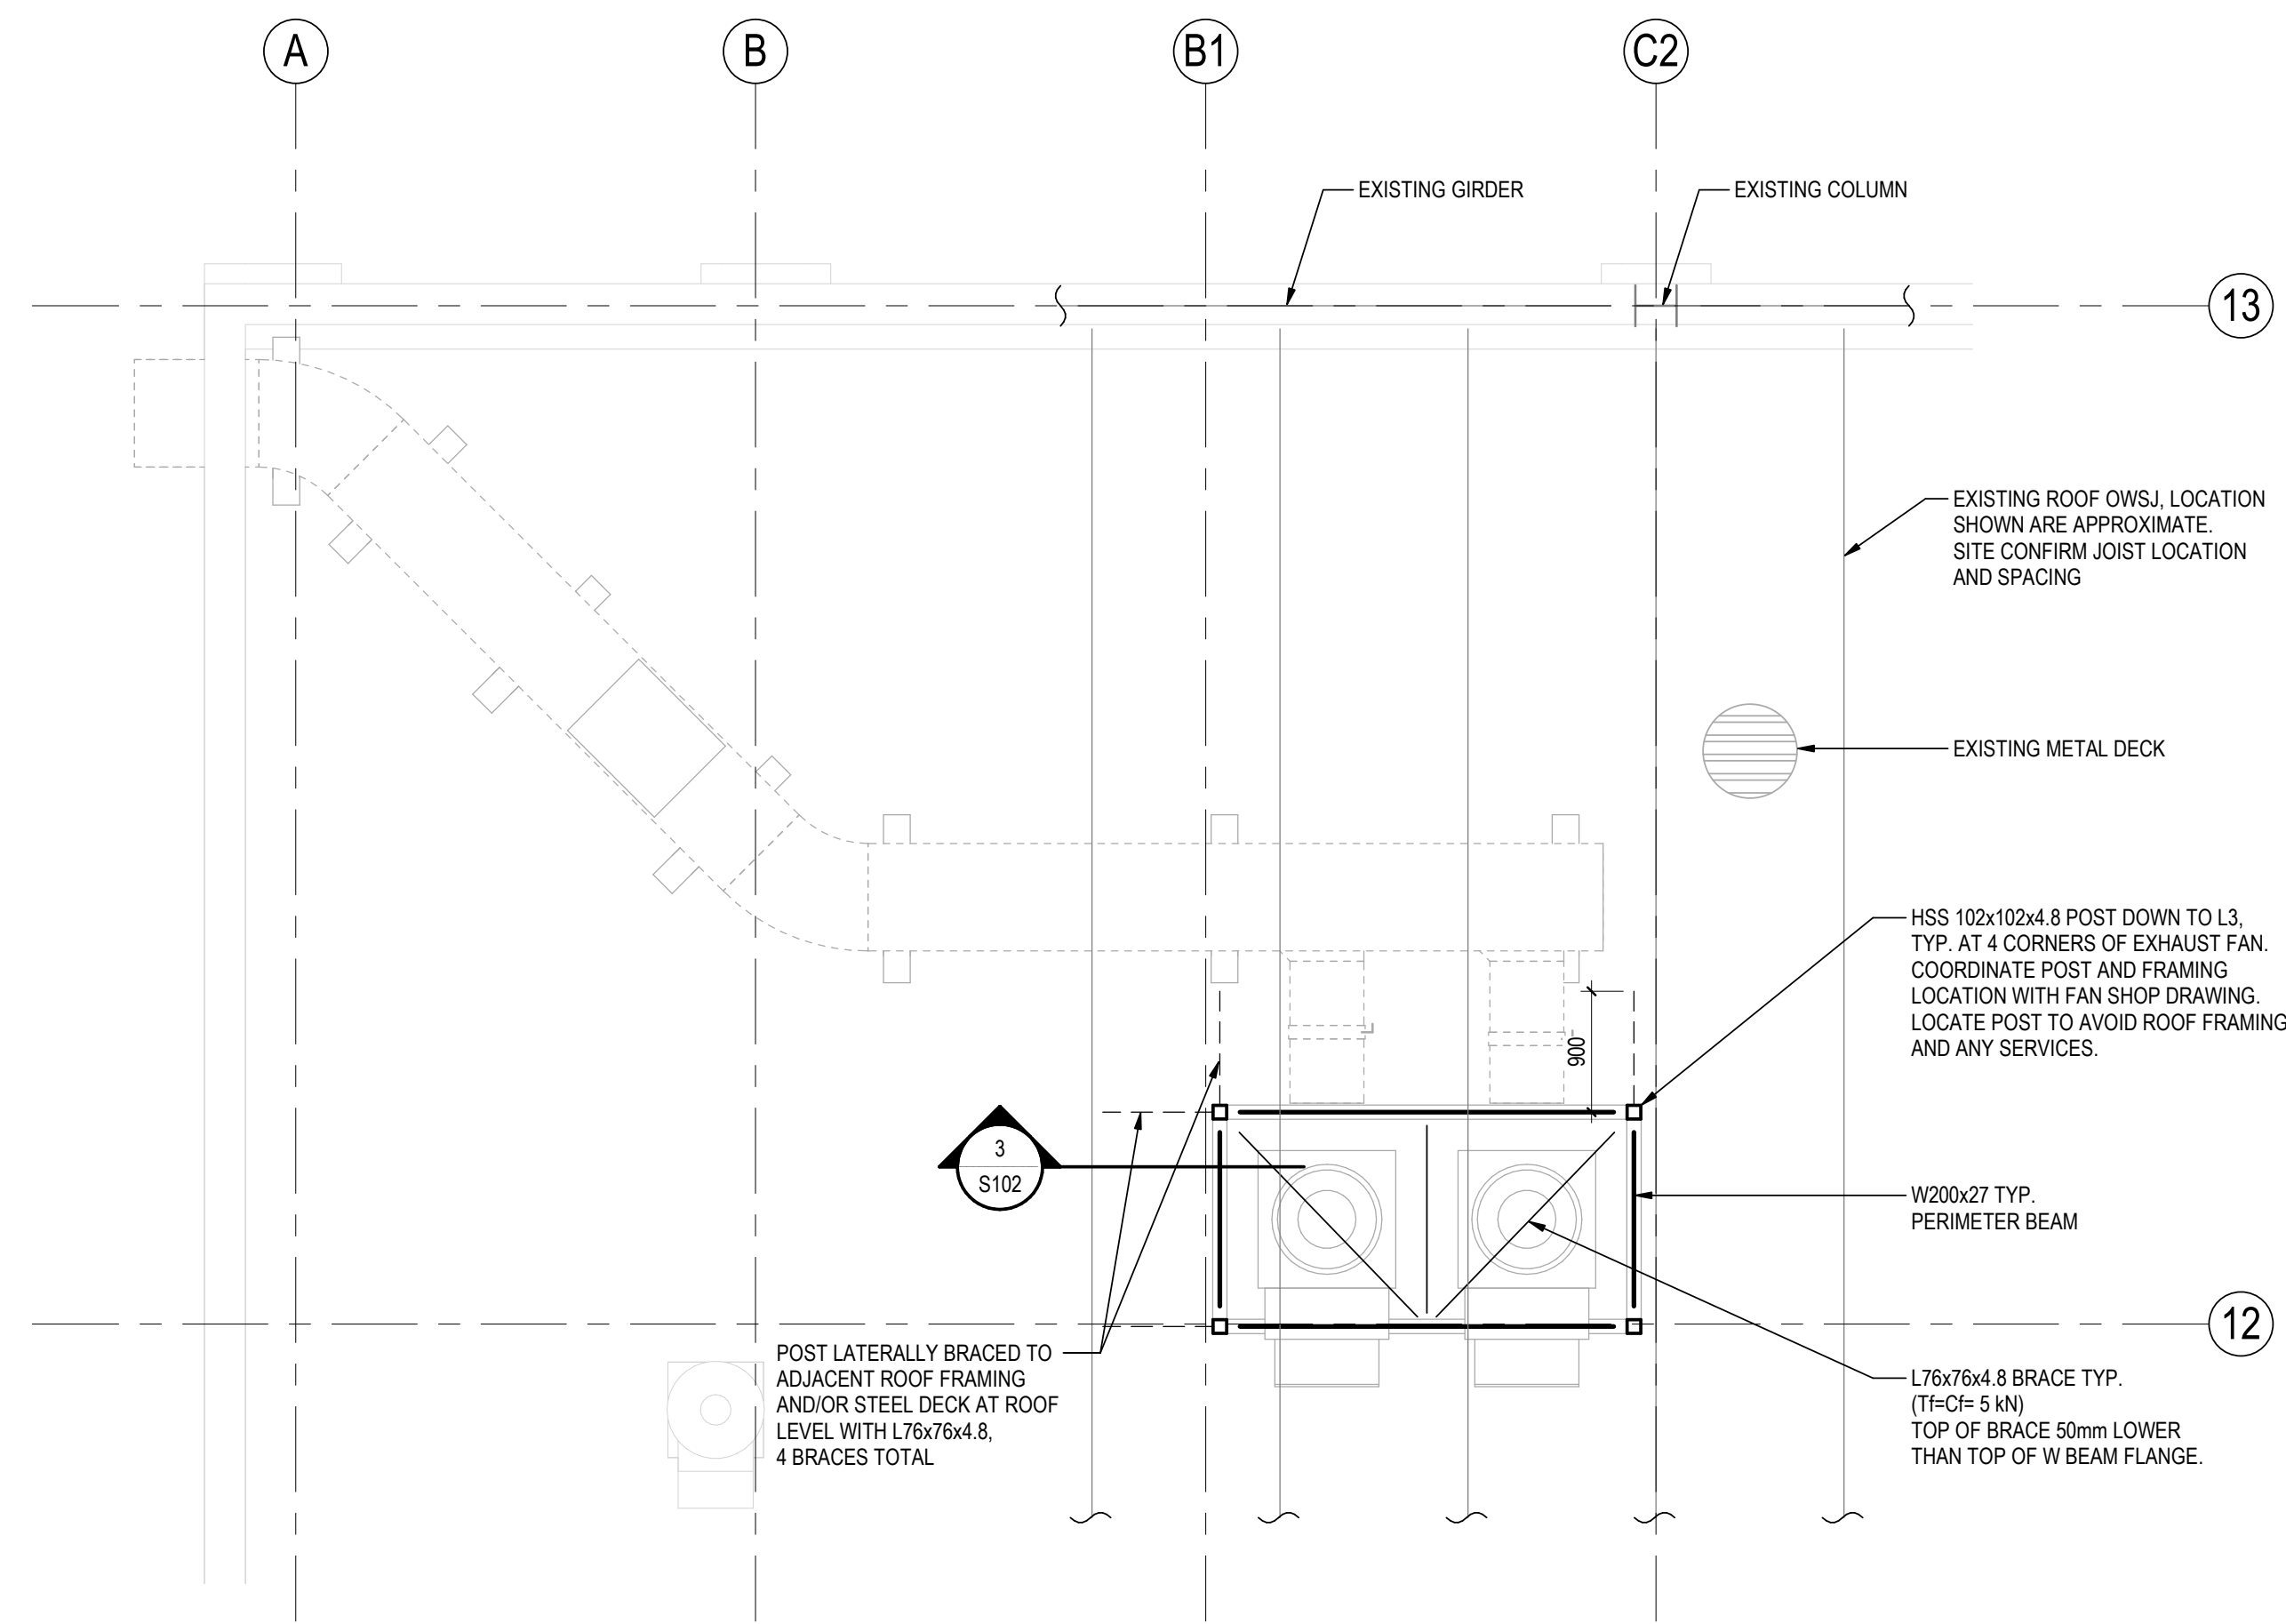 A
B
B1
C2
EXISTING GIRDER
EXISTING COLUMN
13
EXISTING ROOF OWSJ, LOCATION
SHOWN ARE APPROXIMATE.
SITE CONFIRM JOIST LOCATION
AND SPACING
EXISTING METAL DECK
HSS 102x102x4.8 POST DOWN TO L3,
TYP. AT 4 CORNERS OF EXHAUST FAN.
COORDINATE POST AND FRAMING
LOCATION WITH FAN SHOP DRAWING.
LOCATE POST TO AVOID ROOF FRAMING
AND ANY SERVICES.
900
3
S102
W200x27 TYP.
PERIMETER BEAM
12
POST LATERALLY BRACED TO
ADJACENT ROOF FRAMING
AND/OR STEEL DECK AT ROOF
LEVEL WITH L76x76x4.8,
4 BRACES TOTAL
L76x76x4.8 BRACE TYP.
(Tf=Cf= 5 kN)
TOP OF BRACE 50mm LOWER
THAN TOP OF W BEAM FLANGE.